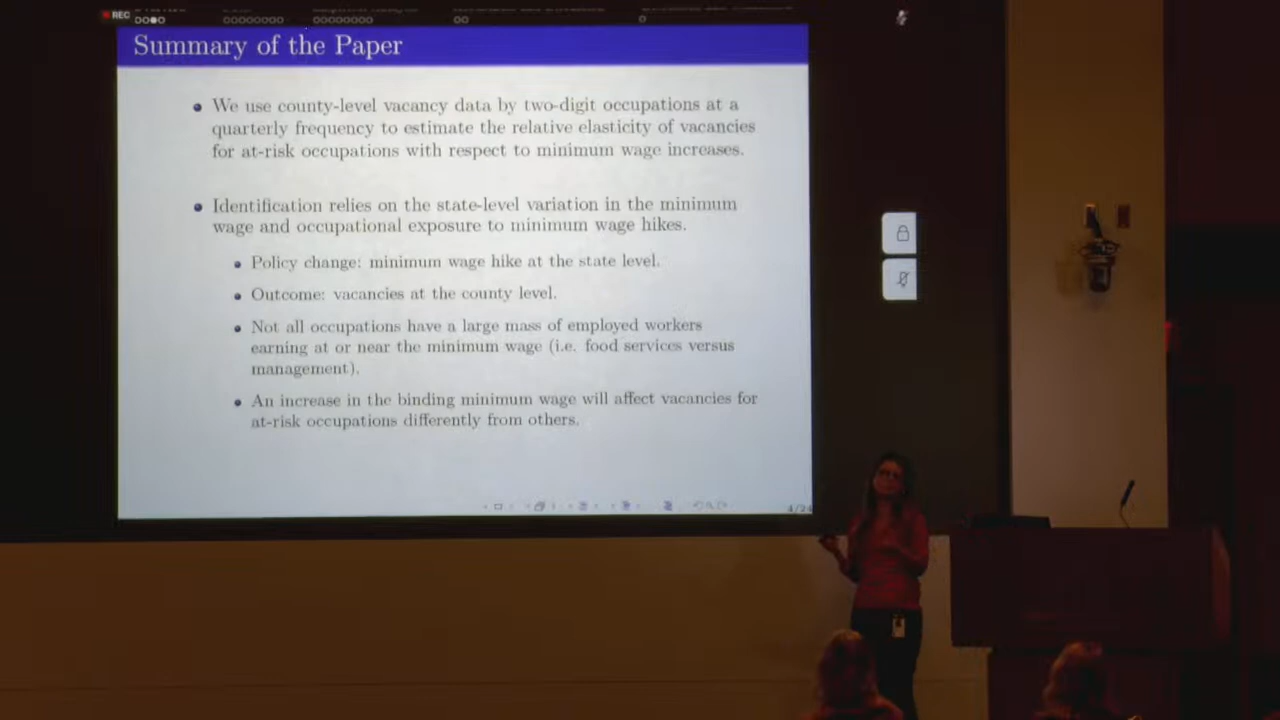 REC
Summary of the Paper
We use county-level vacancy data by two-digit occupations at a
quarterly frequency to estimate the relative elasticity of vacancies
for at-risk occupations with respect to minimum wage increases.
Identification relies on the state-level variation in the minimum
wage and occupational exposure to minimum wage hikes.
Policy change: minimum wage hike at the state level.
Outcome: vacancies at the county level.
Not all occupations have a large mass of employed workers
earning at or near the minimum wage (i.e. food services versus
management).
An increase in the binding minimum wage will affect vacancies for
at-risk occupations differently from others.
4/24